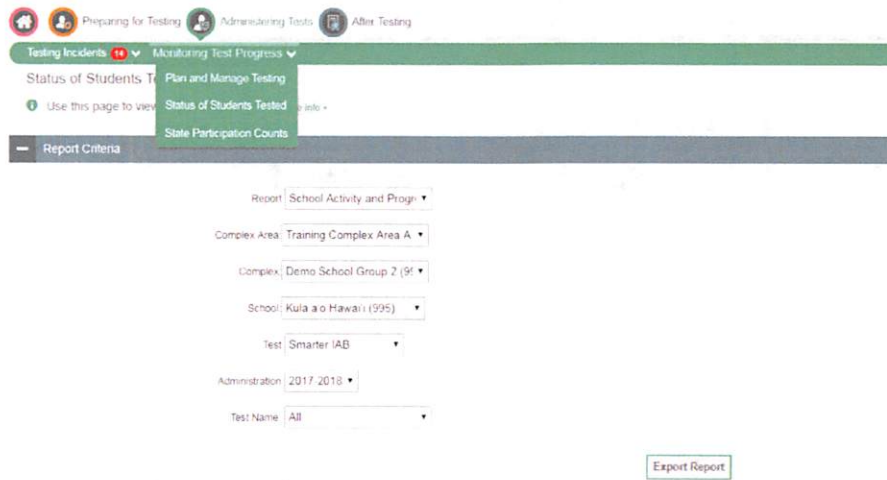 Preparing for Testing Administering Tests After Testing
Testing Incidents 14 Monitoring Test Progress
Status of Students T Plan and Manage Testing
Use this page to view Status of Students Tested e info
State Participation Counts
Report Criteria
Report School Activity and Progr
Complex Area: Training Complex Area A
Complex: Demo School Group 2 (99
School: Kula a o Hawai'i (995)
Test Smarter IAB
Administration 2017-2018
Test Name: All
Export Report